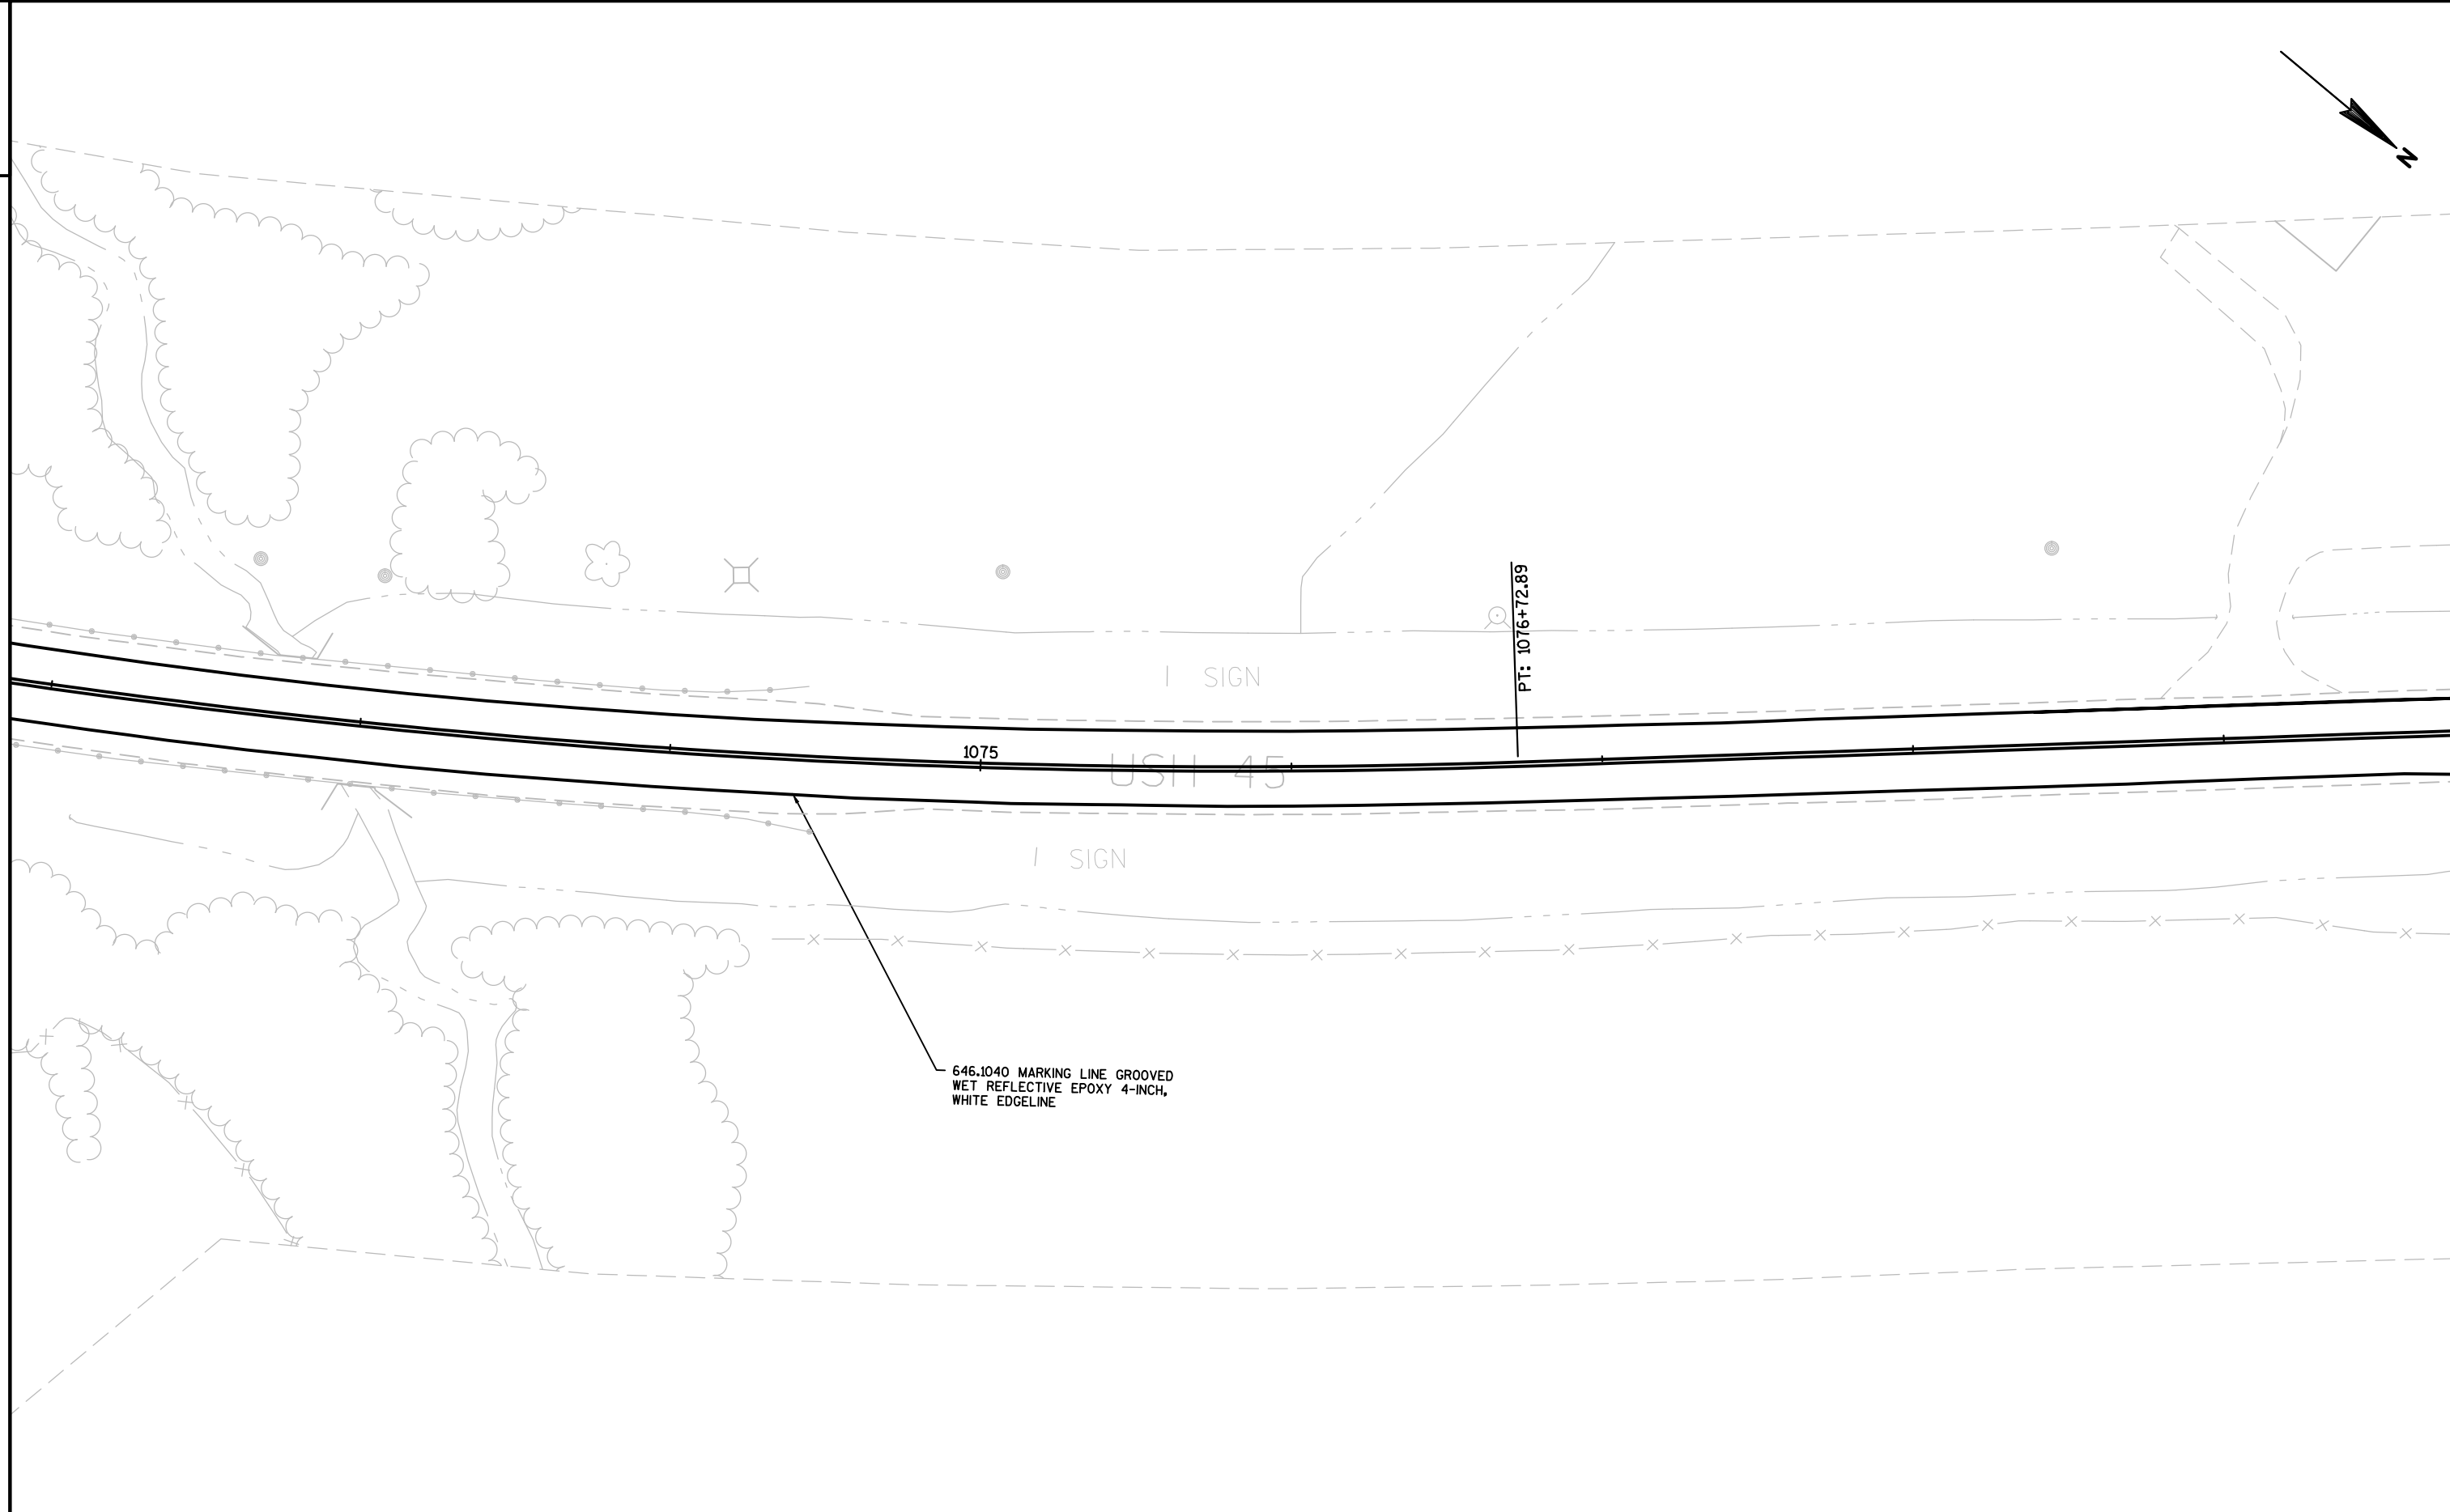 N
PT: 1076+72.89
SIGN
1075
USH 45
SIGN
646.1040 MARKING LINE GROOVED
WET REFLECTIVE EPOXY 4-INCH,
WHITE EDGELINE